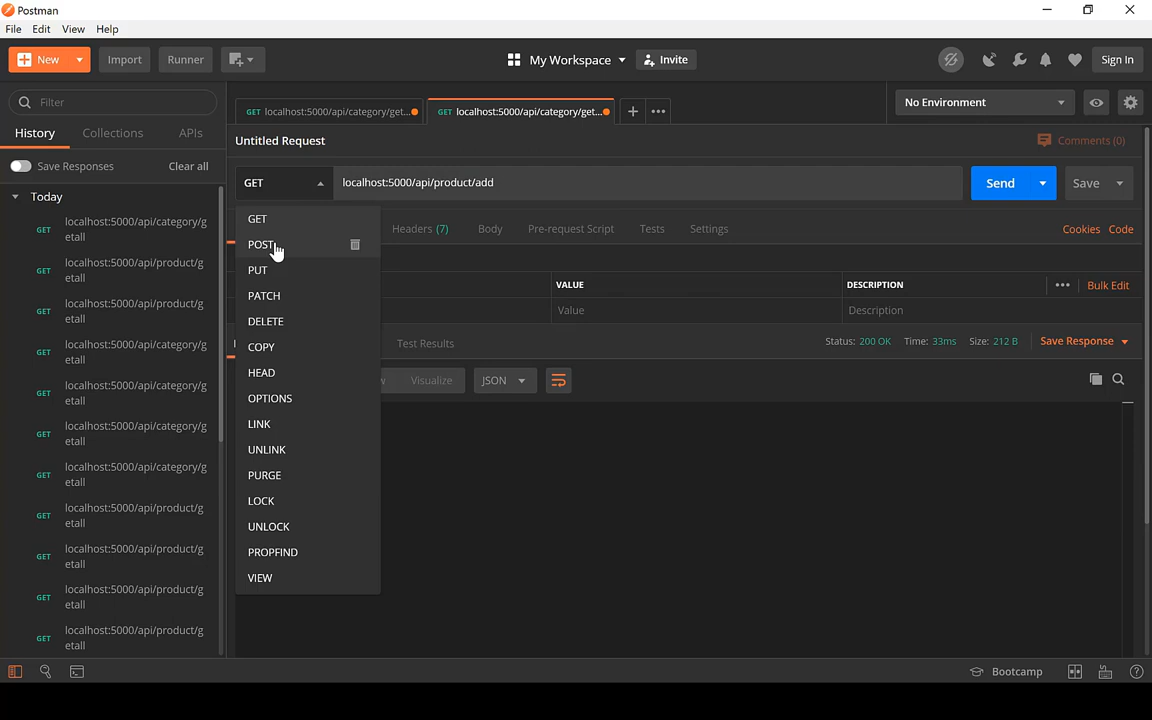 Postman
File Edit View Help
New Import Runner My Workspace Invite Sign In
Filter
History Collections APIs
Save Responses Clear all
Today
GET localhost:5000/api/category/g
etall
GET localhost:5000/api/product/g
etall
GET localhost:5000/api/product/g
etall
GET localhost:5000/api/category/g
etall
GET localhost:5000/api/category/g
etall
GET localhost:5000/api/category/g
etall
GET localhost:5000/api/category/g
etall
GET localhost:5000/api/product/g
etall
GET localhost:5000/api/product/g
etall
GET localhost:5000/api/product/g
etall
GET localhost:5000/api/product/g
etall
GET localhost:5000/api/category/get...
GET localhost:5000/api/category/get...
No Environment
Untitled Request
Comments (0)
GET localhost:5000/api/product/add Send Save
GET
POST
PUT
PATCH
DELETE
COPY
HEAD
OPTIONS
LINK
UNLINK
PURGE
LOCK
UNLOCK
PROPFIND
VIEW
Headers (7) Body Pre-request Script Tests Settings Cookies Code
VALUE DESCRIPTION Bulk Edit
Value Description
Test Results Status: 200 OK Time: 33ms Size: 212 B Save Response
Visualize JSON
Bootcamp